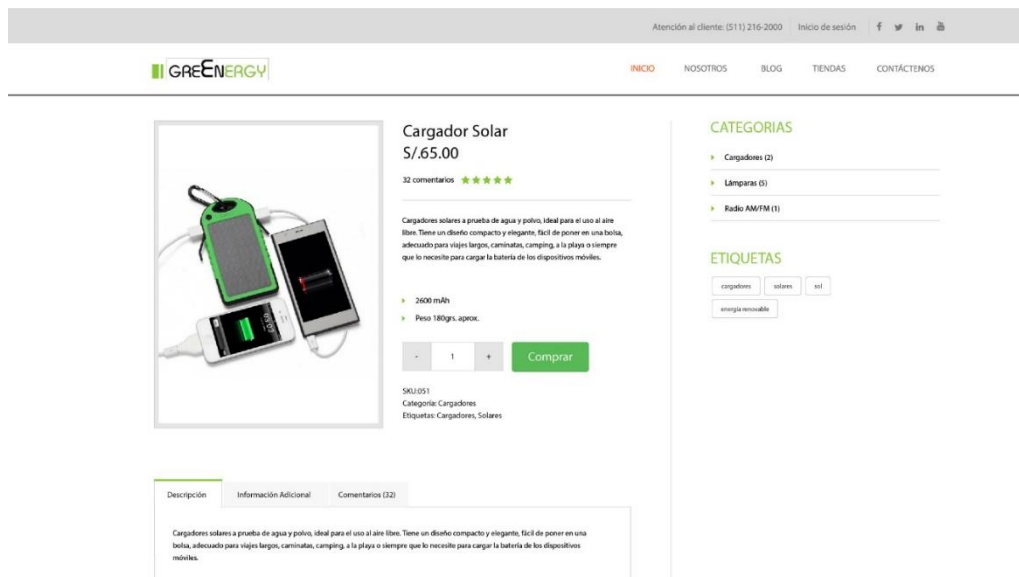 Atención al cliente: (511) 216-2000 Inicio de sesión
GREENERGY
INICIO NOSOTROS BLOG TIENDAS CONTÁCTENOS
Cargador Solar
S/.65.00
32 comentarios
Cargadores solares a prueba de agua y polvo, ideal para el uso al aire
libre. Tiene un diseño compacto y elegante, fácil de poner en una bolsa,
adecuado para viajes largos, caminatas, camping, a la playa o siempre
que lo necesite para cargar la batería de los dispositivos móviles.
2600 mAh
Peso 180grs. aprox.
- 1 + Comprar
SKU:051
Categoría: Cargadores
Etiquetas: Cargadores, Solares
CATEGORIAS
Cargadores (2)
Lámparas (5)
Radio AM/FM (1)
ETIQUETAS
cargadores solares sol
energía renovable
Descripción Información Adicional Comentarios (32)
Cargadores solares a prueba de agua y polvo, ideal para el uso al aire libre. Tiene un diseño compacto y elegante, fácil de poner en una
bolsa, adecuado para viajes largos, caminatas, camping, a la playa o siempre que lo necesite para cargar la batería de los dispositivos
móviles.